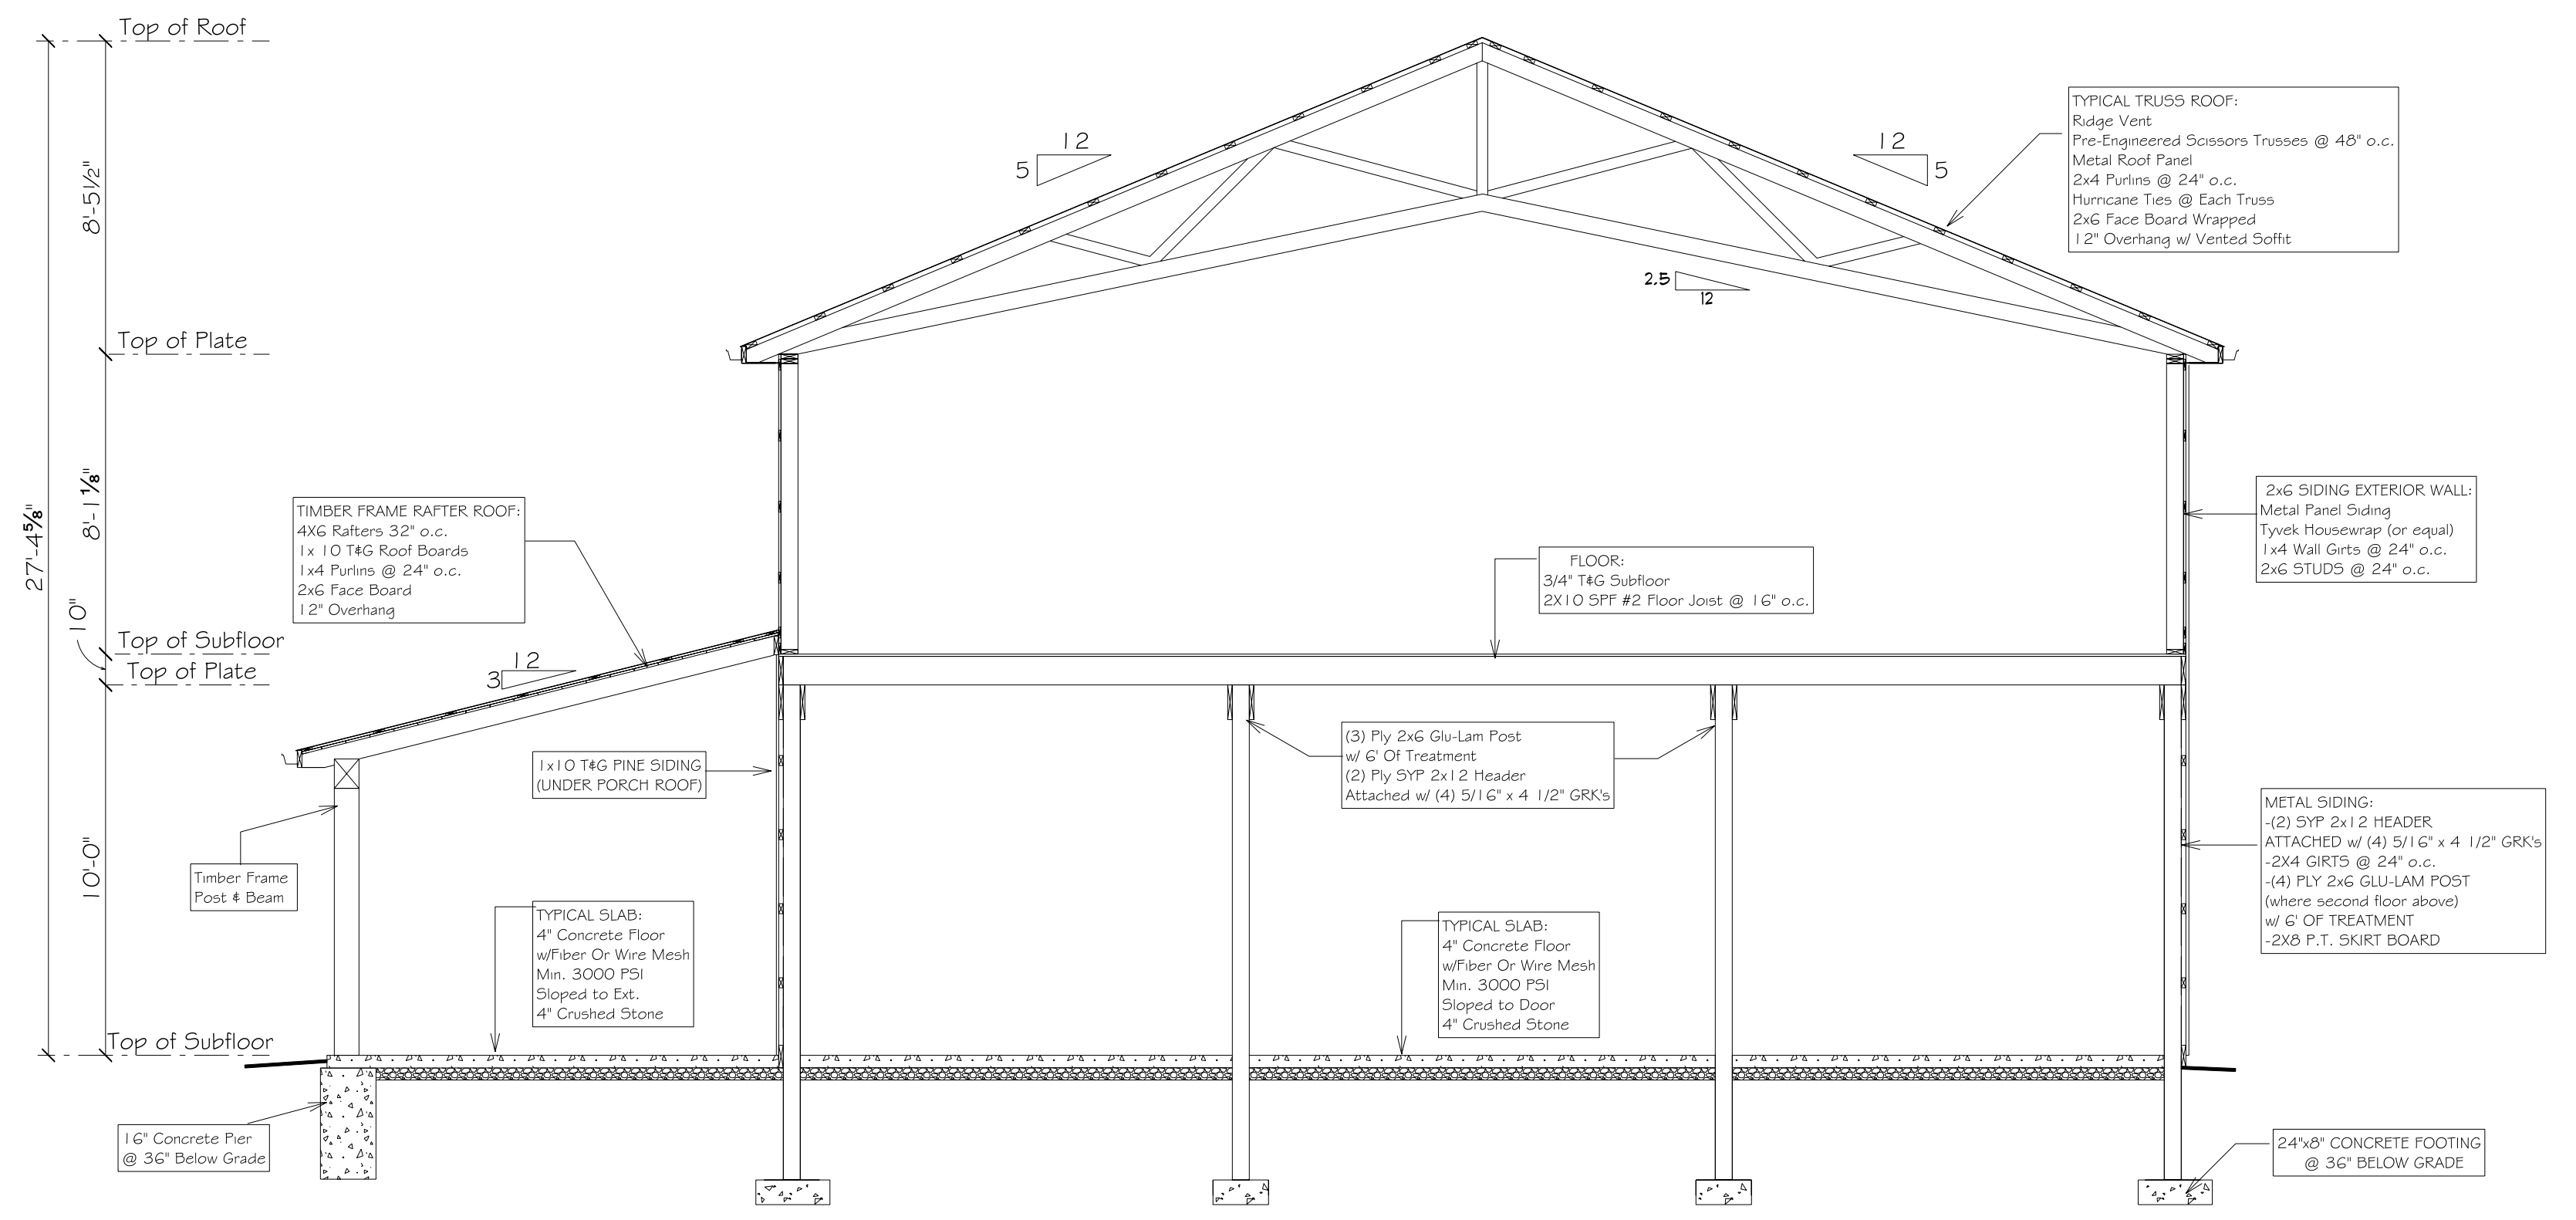 Top of Roof
8'-5½"
27'-4⅝"
Top of Plate
8'-1⅛"
10"
Top of Subfloor
Top of Plate
10'-0"
Top of Subfloor
12
5
12
5
2.5
12
12
3
TYPICAL TRUSS ROOF:
Ridge Vent
Pre-Engineered Scissors Trusses @ 48" o.c.
Metal Roof Panel
2x4 Purlins @ 24" o.c.
Hurricane Ties @ Each Truss
2x6 Face Board Wrapped
12" Overhang w/ Vented Soffit
TIMBER FRAME RAFTER ROOF:
4X6 Rafters 32" o.c.
1x 10 T&G Roof Boards
1x4 Purlins @ 24" o.c.
2x6 Face Board
12" Overhang
2x6 SIDING EXTERIOR WALL:
Metal Panel Siding
Tyvek Housewrap (or equal)
1x4 Wall Girts @ 24" o.c.
2x6 STUDS @ 24" o.c.
FLOOR:
3/4" T&G Subfloor
2X10 SPF #2 Floor Joist @ 16" o.c.
(3) Ply 2x6 Glu-Lam Post
w/ 6' Of Treatment
(2) Ply SYP 2x12 Header
Attached w/ (4) 5/16" x 4 1/2" GRK's
1x10 T&G PINE SIDING
(UNDER PORCH ROOF)
METAL SIDING:
-(2) SYP 2x12 HEADER
ATTACHED w/ (4) 5/16" x 4 1/2" GRK's
-2X4 GIRTS @ 24" o.c.
-(4) PLY 2x6 GLU-LAM POST
(where second floor above)
w/ 6' OF TREATMENT
-2X8 P.T. SKIRT BOARD
Timber Frame
Post & Beam
TYPICAL SLAB:
4" Concrete Floor
w/Fiber Or Wire Mesh
Min. 3000 PSI
Sloped to Ext.
4" Crushed Stone
TYPICAL SLAB:
4" Concrete Floor
w/Fiber Or Wire Mesh
Min. 3000 PSI
Sloped to Door
4" Crushed Stone
16" Concrete Pier
@ 36" Below Grade
24"x8" CONCRETE FOOTING
@ 36" BELOW GRADE